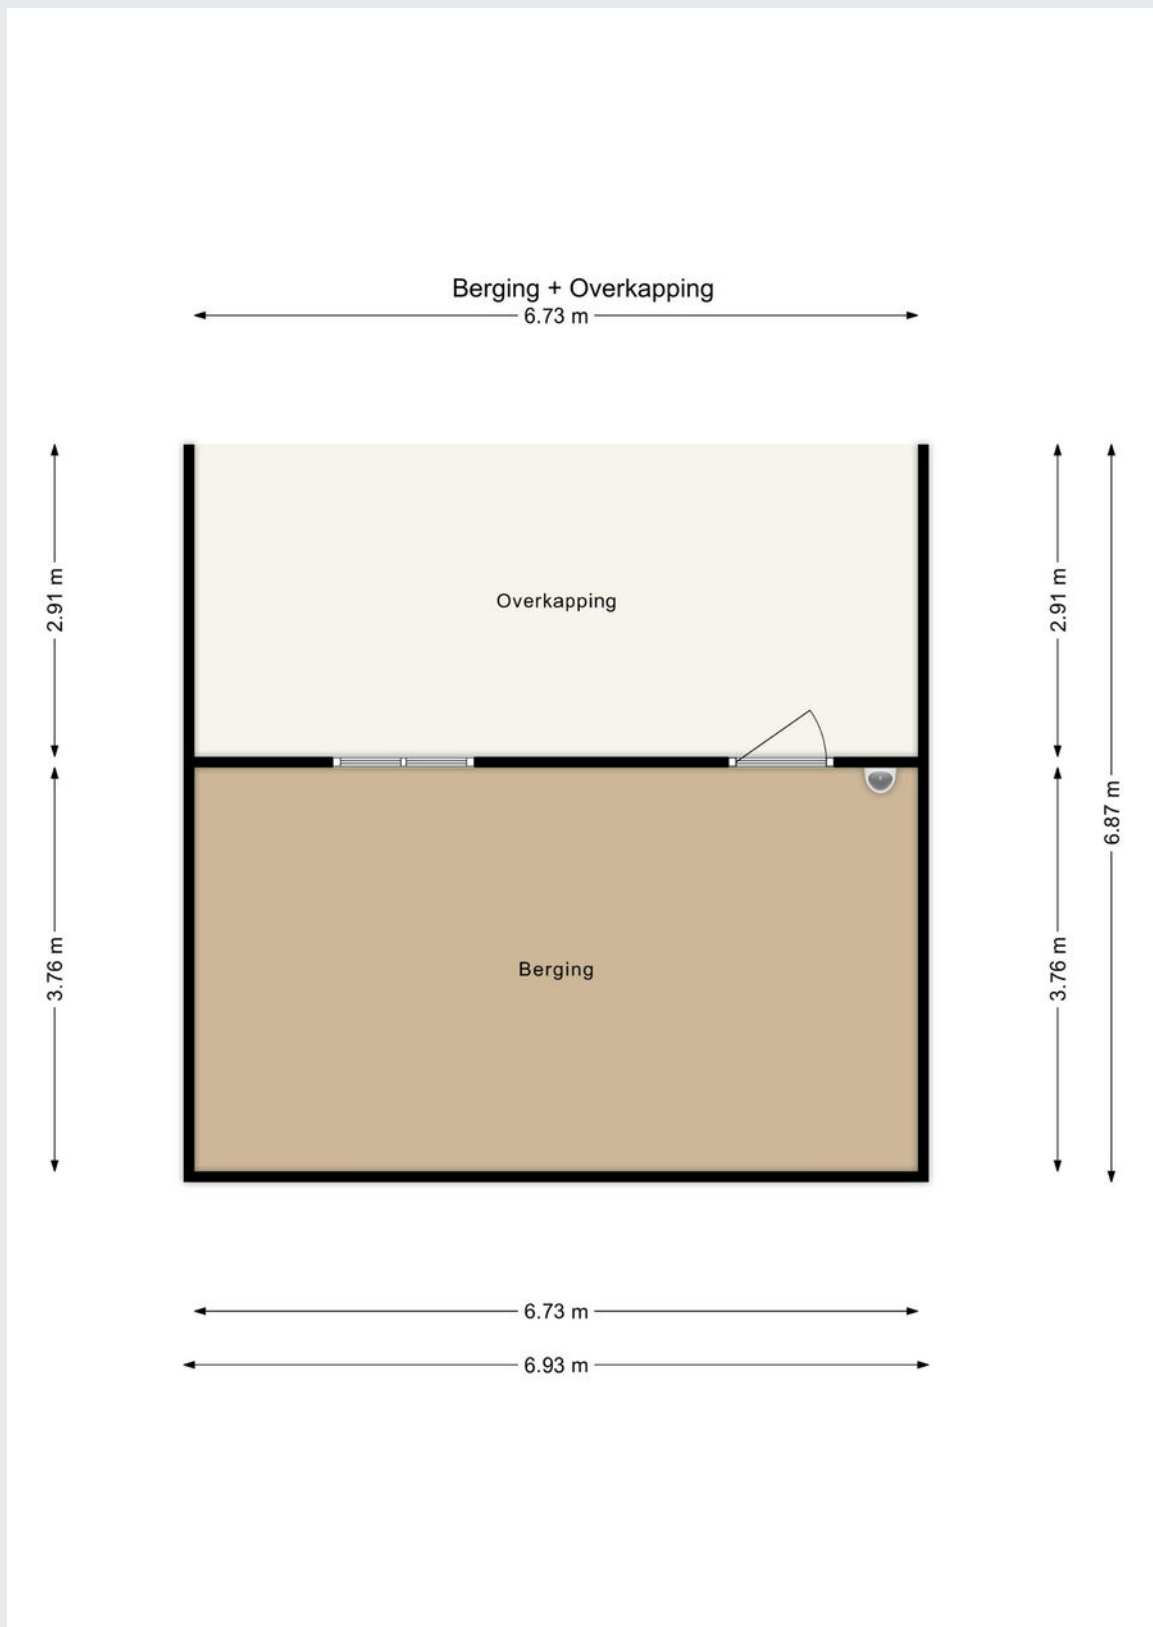 Berging + Overkapping
6.73 m
2.91 m
Overkapping
2.91 m
6.87 m
3.76 m
Berging
3.76 m
6.73 m
6.93 m